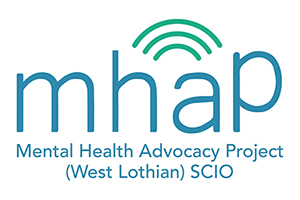 mhap
Mental Health Advocacy Project
(West Lothian) SCIO